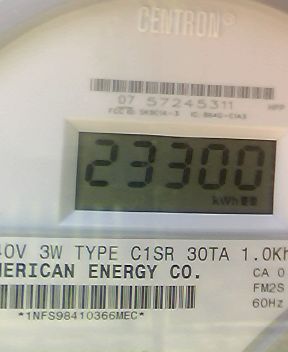 CENTRON®
07 57245311 HPP
23300
kWh
40V 3W TYPE C1SR 30TA 1.0Kh
MERICAN ENERGY CO. CA 0
FM2S
60Hz
*1NFS98410366MEC*